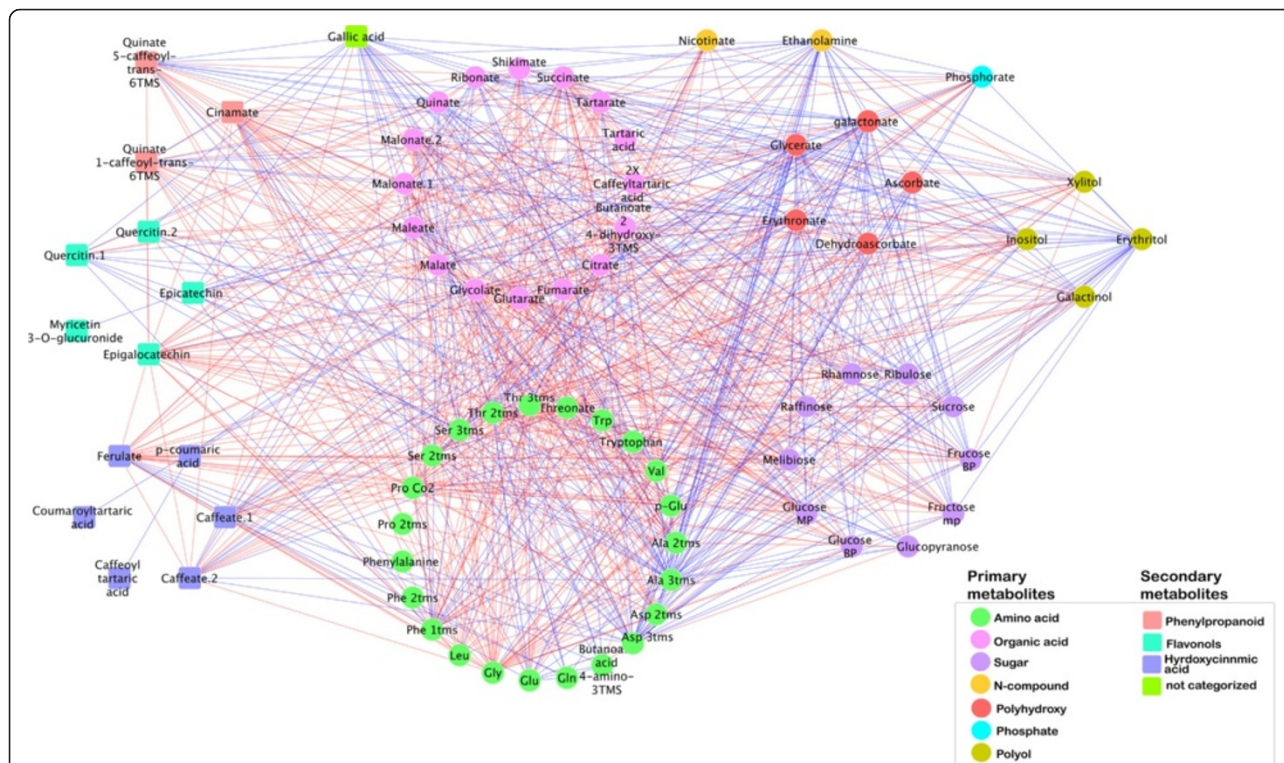 Quinate
5-caffeoyl-
trans-
6TMS
Gallic acid
Nicotinate
Ethanolamine
Phosphorate
Shikimate
Ribonate
Succinate
Quinate
Tartarate
Cinamate
Malonate.2
Tartaric
acid
galactonate
Glycerate
Quinate
1-caffeoyl-trans-
6TMS
Malonate.1
2X
Caffeyltartaric
acid
Ascorbate
Xylitol
Maleate
Butanoate
2
4-dihydroxy-
3TMS
Erythronate
Dehydroascorbate
Inositol
Erythritol
Quercitin.2
Quercitin.1
Malate
Citrate
Epicatechin
Glycolate
Glutarate
Fumarate
Galactinol
Myricetin
3-O-glucuronide
Epigalocatechin
Rhamnose
Ribulose
Raffinose
Sucrose
Thr 3tms
Threonate
Thr 2tms
Trp
Ser 3tms
Tryptophan
Ser 2tms
Val
Melibiose
Frucose
BP
Ferulate
p-coumaric
acid
Pro Co2
p-Glu
Glucose
MP
Fructose
mp
Coumaroyltartaric
acid
Caffeate.1
Pro 2tms
Ala 2tms
Glucose
BP
Glucopyranose
Caffeoyl
tartaric
acid
Caffeate.2
Phenylalanine
Ala 3tms
Phe 2tms
Asp 2tms
Phe 1tms
Asp 3tms
Leu
Gly
Glu
Gln
Butanoa
acid
4-amino-
3TMS
Primary
metabolites
Amino acid
Organic acid
Sugar
N-compound
Polyhydroxy
Phosphate
Polyol
Secondary
metabolites
Phenylpropanoid
Flavonols
Hyrdoxycinnmic
acid
not categorized